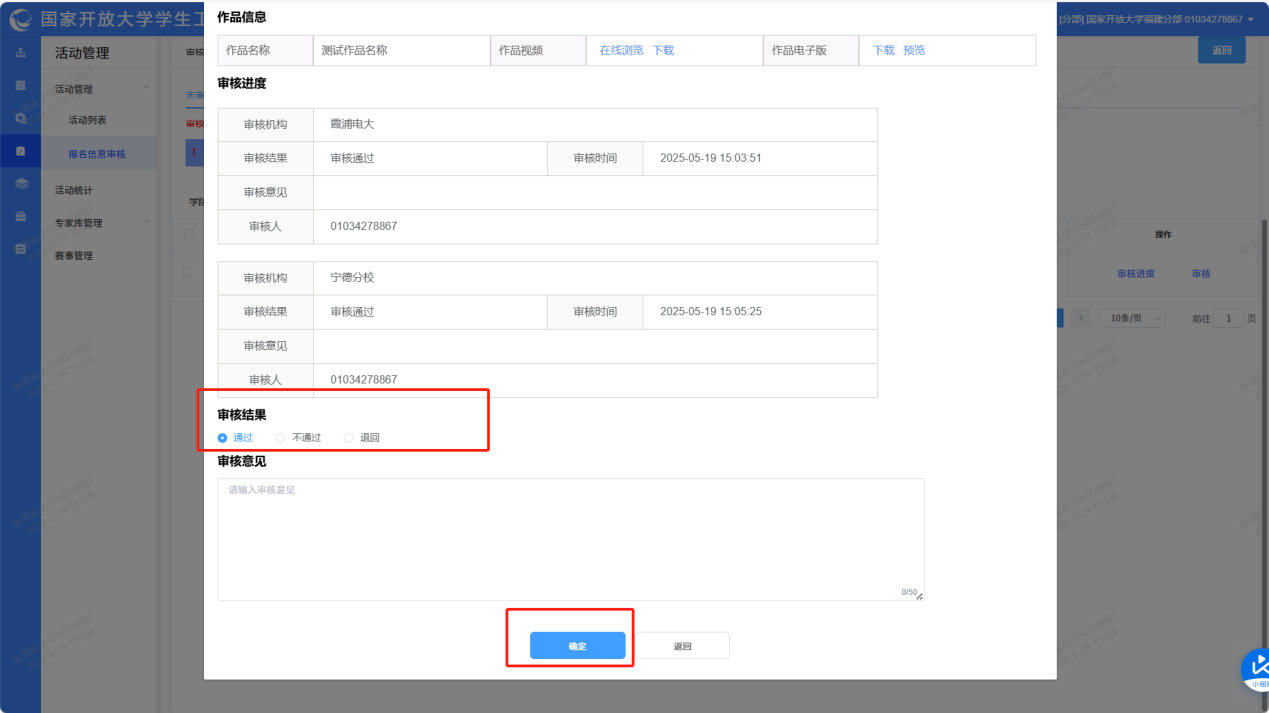 国家开放大学学生工
[分部] 国家开放大学福建分部 01034278867
活动管理
审核
返回
活动管理
活动列表
报名信息审核
活动统计
专家库管理
赛事管理
未审
审核
!
学院
作品信息
作品名称 测试作品名称 作品视频 在线浏览 下载 作品电子版 下载 预览
审核进度
审核机构 霞浦电大
审核结果 审核通过 审核时间 2025-05-19 15:03:51
审核意见
审核人 01034278867
审核机构 宁德分校
审核结果 审核通过 审核时间 2025-05-19 15:05:25
审核意见
审核人 01034278867
审核结果
通过 不通过 退回
审核意见
请输入审核意见
0/50
确定 返回
操作
审核进度 审核
10条/页 前往 1 页